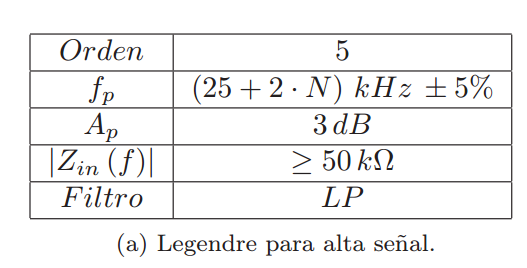 Orden 5
f_p (25 + 2 · N) kHz ± 5%
A_p 3 dB
|Z_in (f)| ≥ 50 kΩ
Filtro LP
(a) Legendre para alta señal.